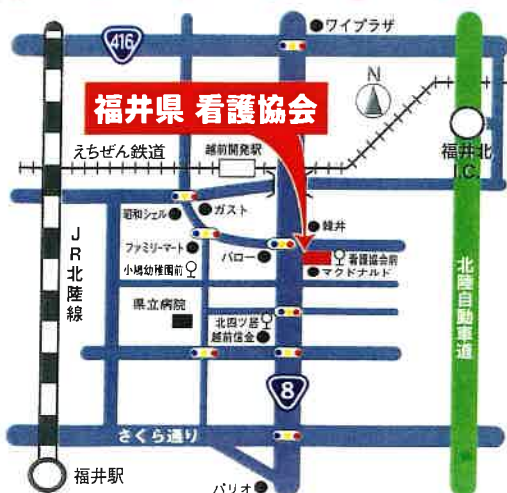 ワイプラザ
416
N
福井県 看護協会
えちぜん鉄道
越前開発駅
福井北
I.C.
昭和シェル
ガスト
軽井
ファミリーマート
バロー
看護協会前
マクドナルド
小嶋幼稚園前
JR北陸線
県立病院
北四ツ居
越前信金
北陸自動車道
8
さくら通り
福井駅
パリオ